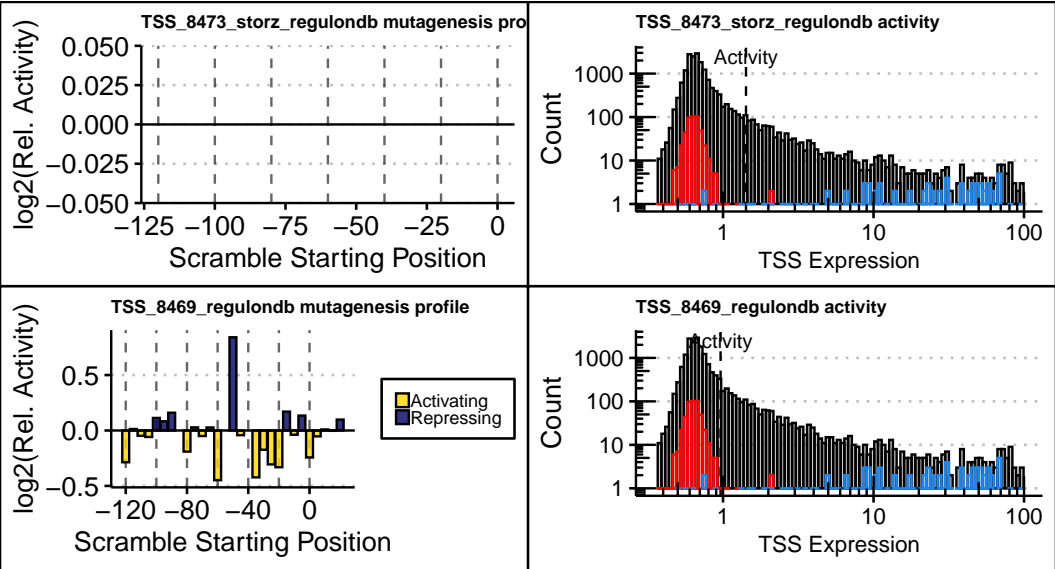 TSS_8473_storz_regulondb mutagenesis pro
log2(Rel. Activity)
0.050
0.025
0.000
−0.025
−0.050
−125 −100 −75 −50 −25 0
Scramble Starting Position
TSS_8473_storz_regulondb activity
Activity
Count
1000
100
10
1
1 10 100
TSS Expression
TSS_8469_regulondb mutagenesis profile
log2(Rel. Activity)
0.5
0.0
−0.5
−120 −80 −40 0
Scramble Starting Position
Activating
Repressing
TSS_8469_regulondb activity
Activity
Count
1000
100
10
1
1 10 100
TSS Expression